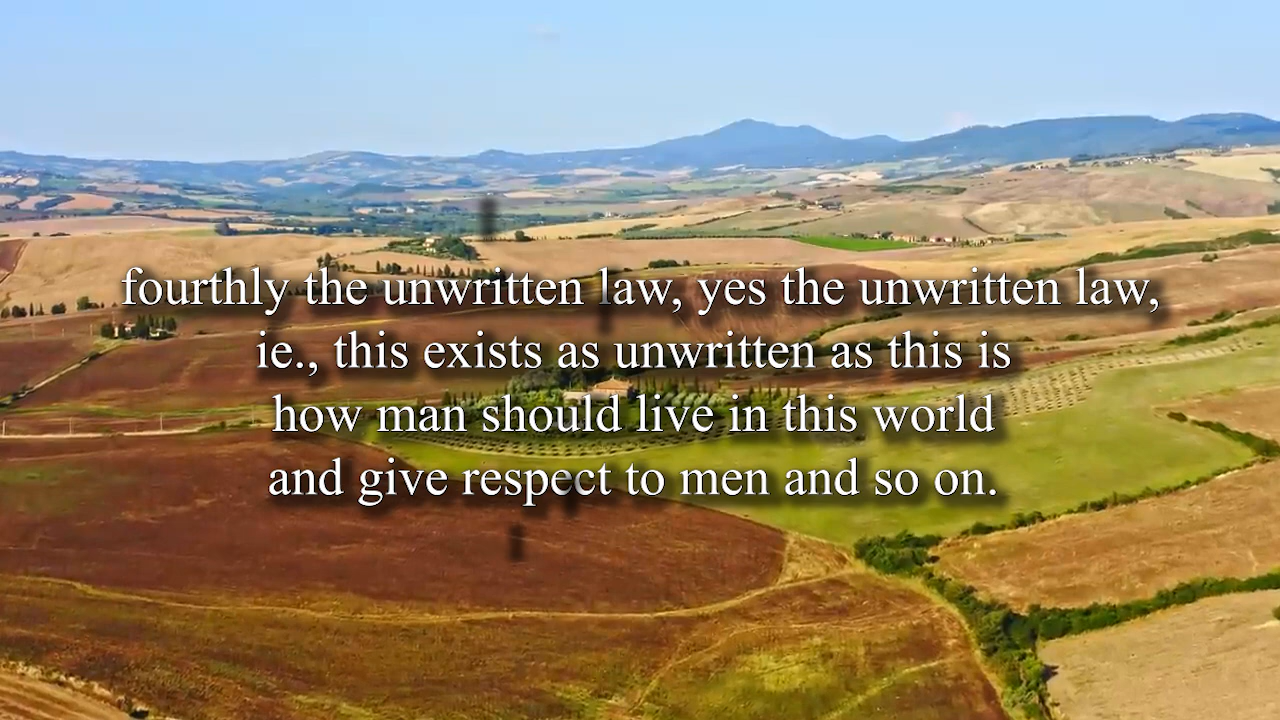 fourthly the unwritten law, yes the unwritten law,
ie., this exists as unwritten as this is
how man should live in this world
and give respect to men and so on.